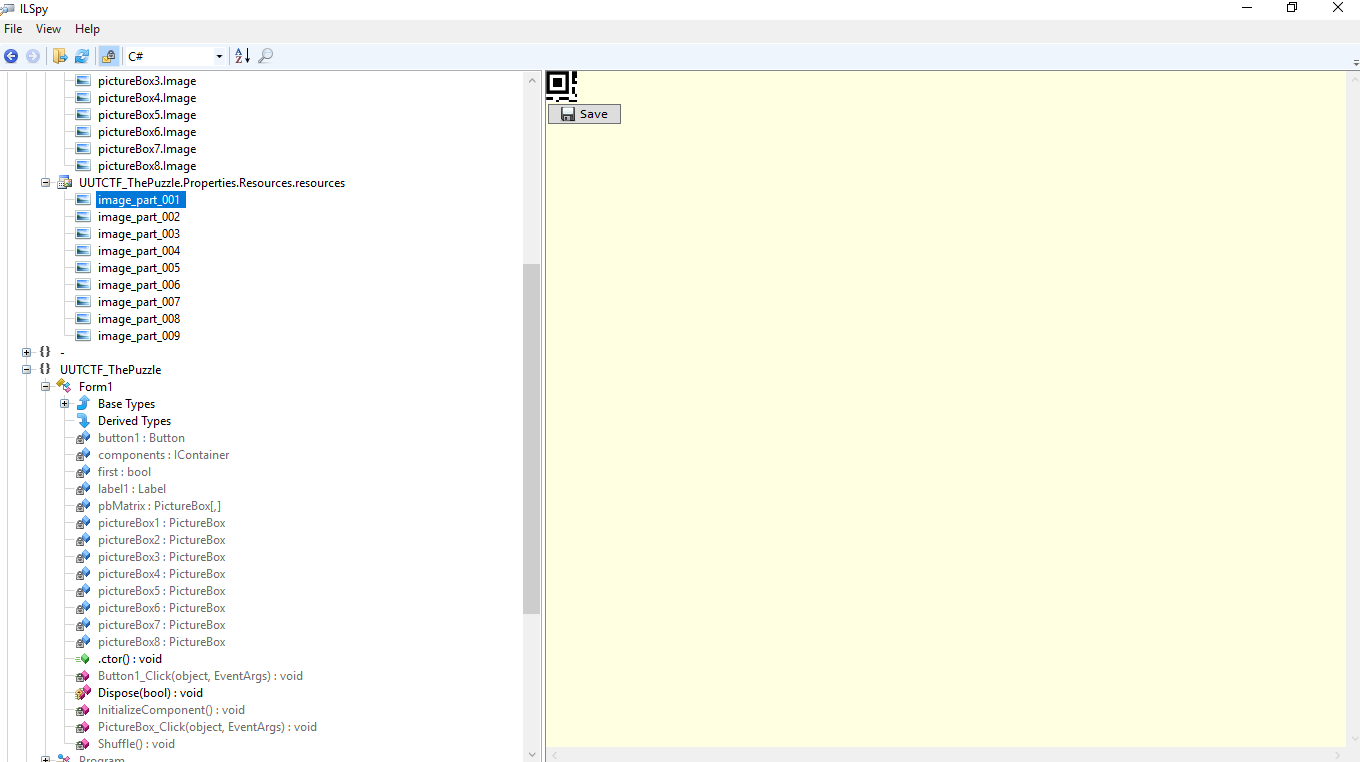 ILSpy
File View Help
C#
pictureBox3.Image
pictureBox4.Image
pictureBox5.Image
pictureBox6.Image
pictureBox7.Image
pictureBox8.Image
UUTCTF_ThePuzzle.Properties.Resources.resources
image_part_001
image_part_002
image_part_003
image_part_004
image_part_005
image_part_006
image_part_007
image_part_008
image_part_009
{} -
{} UUTCTF_ThePuzzle
Form1
Base Types
Derived Types
button1 : Button
components : IContainer
first : bool
label1 : Label
pbMatrix : PictureBox[,]
pictureBox1 : PictureBox
pictureBox2 : PictureBox
pictureBox3 : PictureBox
pictureBox4 : PictureBox
pictureBox5 : PictureBox
pictureBox6 : PictureBox
pictureBox7 : PictureBox
pictureBox8 : PictureBox
.ctor() : void
Button1_Click(object, EventArgs) : void
Dispose(bool) : void
InitializeComponent() : void
PictureBox_Click(object, EventArgs) : void
Shuffle() : void
Program
Save